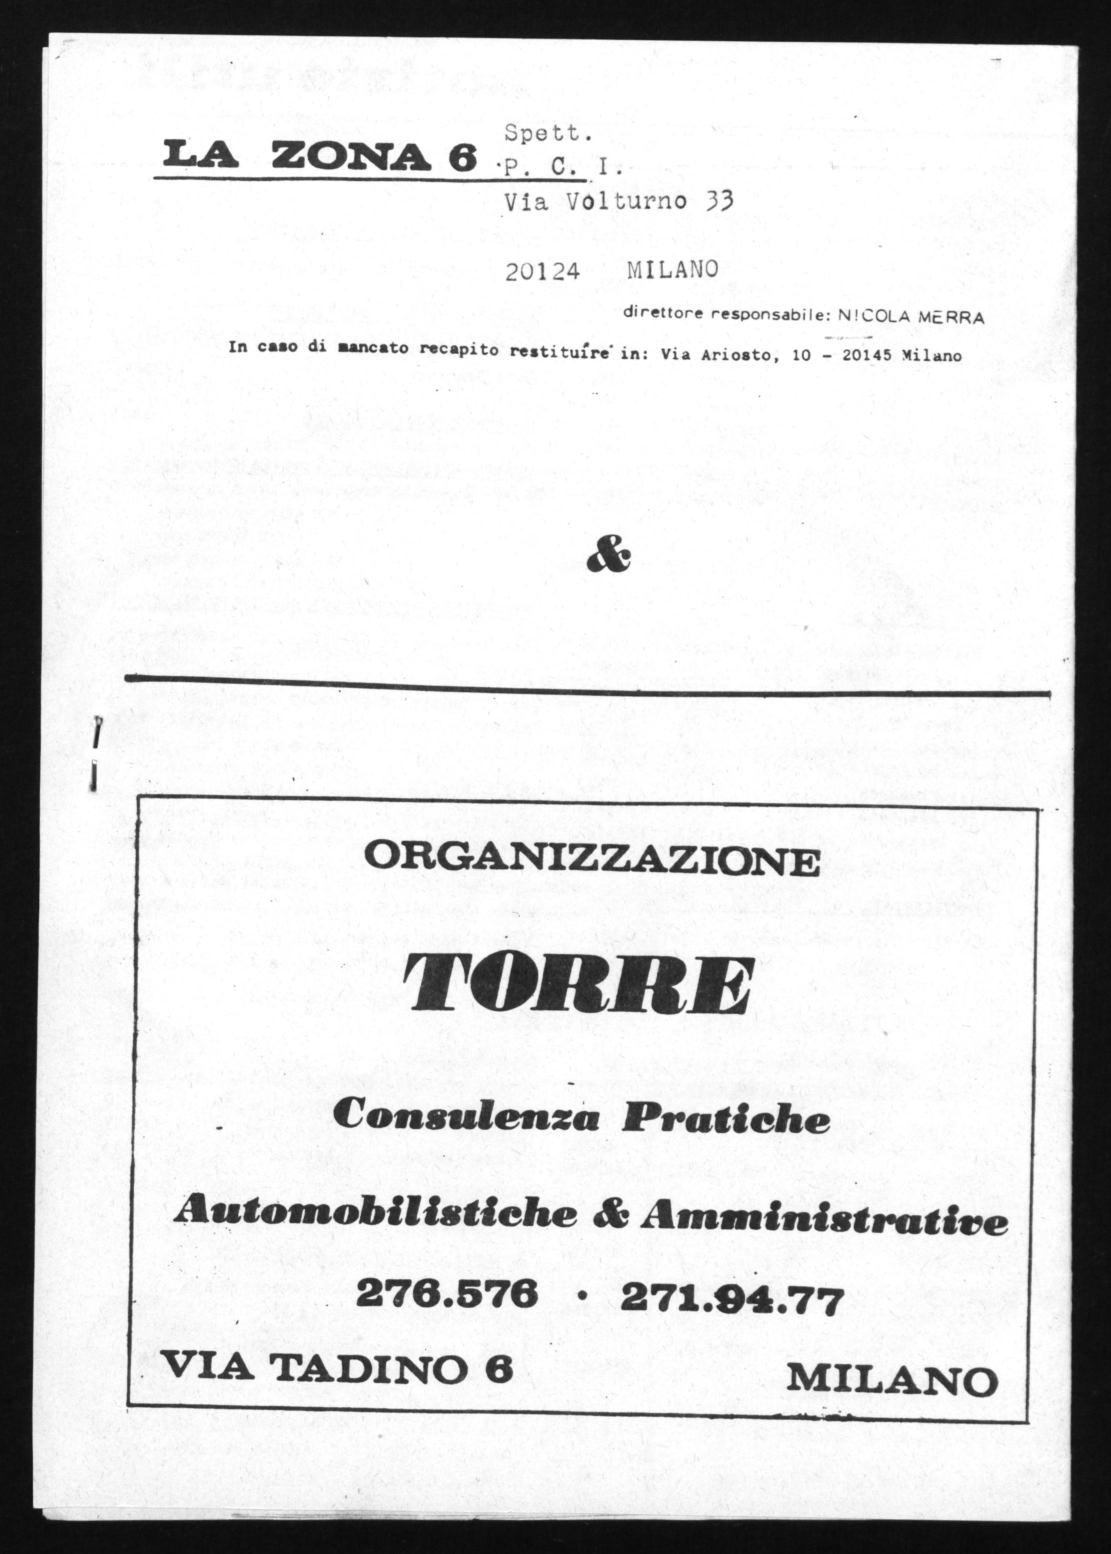 LA ZONA 6
Spett.
P. C. I.
Via Volturno 33
20124 MILANO
direttore responsabile: NICOLA MERRA
In caso di mancato recapito restituire in: Via Ariosto, 10 - 20145 Milano
&
ORGANIZZAZIONE
TORRE
Consulenza Pratiche
Automobilistiche & Amministrative
276.576 · 271.94.77
VIA TADINO 6 MILANO